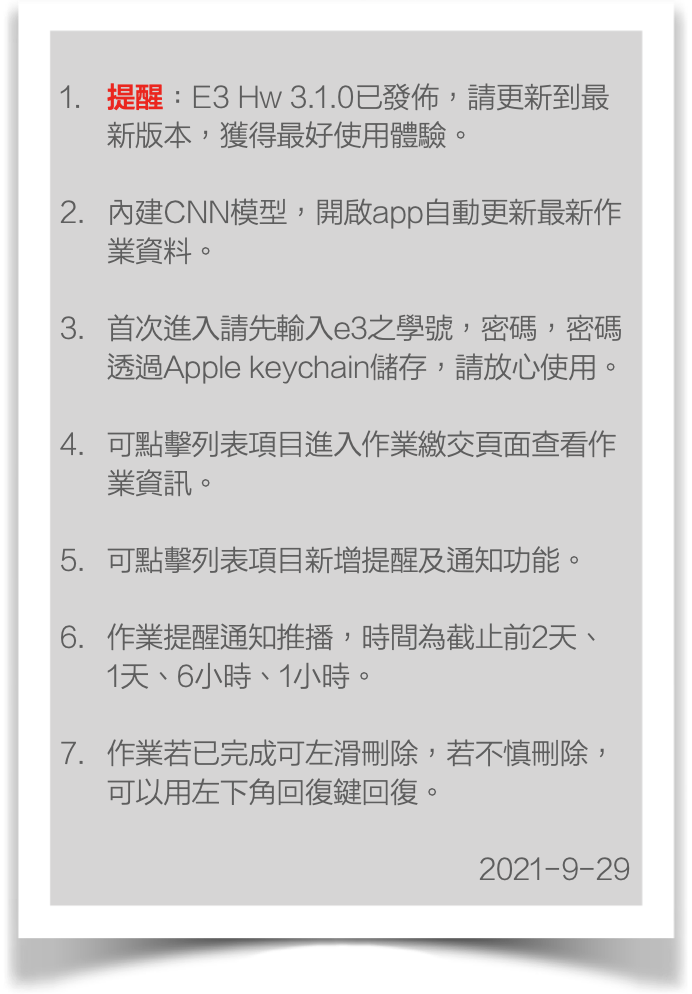 1. 提醒：E3 Hw 3.1.0已發佈，請更新到最
新版本，獲得最好使用體驗。
2. 內建CNN模型，開啟app自動更新最新作
業資料。
3. 首次進入請先輸入e3之學號，密碼，密碼
透過Apple keychain儲存，請放心使用。
4. 可點擊列表項目進入作業繳交頁面查看作
業資訊。
5. 可點擊列表項目新增提醒及通知功能。
6. 作業提醒通知推播，時間為截止前2天、
1天、6小時、1小時。
7. 作業若已完成可左滑刪除，若不慎刪除，
可以用左下角回復鍵回復。
2021-9-29